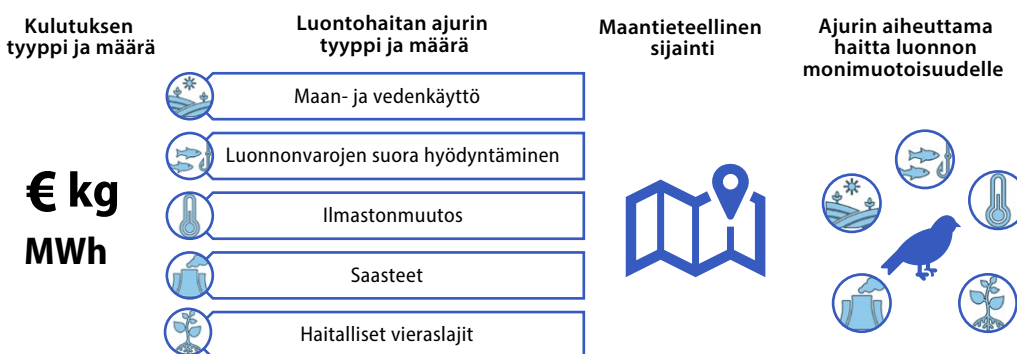 Kulutuksen
tyyppi ja määrä
Luontohaitan ajurin
tyyppi ja määrä
Maantieteellinen
sijainti
Ajurin aiheuttama
haitta luonnon
monimuotoisuudelle
€ kg
MWh
Maan- ja vedenkäyttö
Luonnonvarojen suora hyödyntäminen
Ilmastonmuutos
Saasteet
Haitalliset vieraslajit